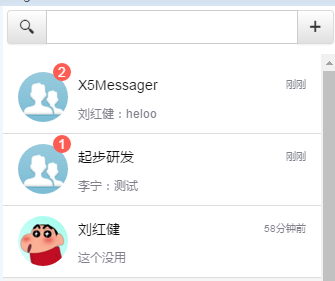 2
X5Messager
刚刚
刘红健：heloo
1
起步研发
刚刚
李宁：测试
刘红健
58分钟前
这个没用